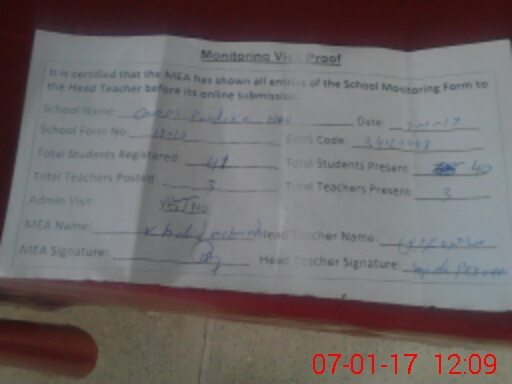 Monitoring Visit Proof
It is certified that the MEA has shown all entries of the School Monitoring Form to
the Head Teacher before its online submission.
School Name: Date:
School Form No EMIS Code:
Total Students Registered 41 Total Students Present 40
Total Teachers Posted 3 Total Teachers Present 3
Admin Visit: Yes/No
MEA Name: Head Teacher Name:
MEA Signature: Head Teacher Signature:
07-01-17 12:09